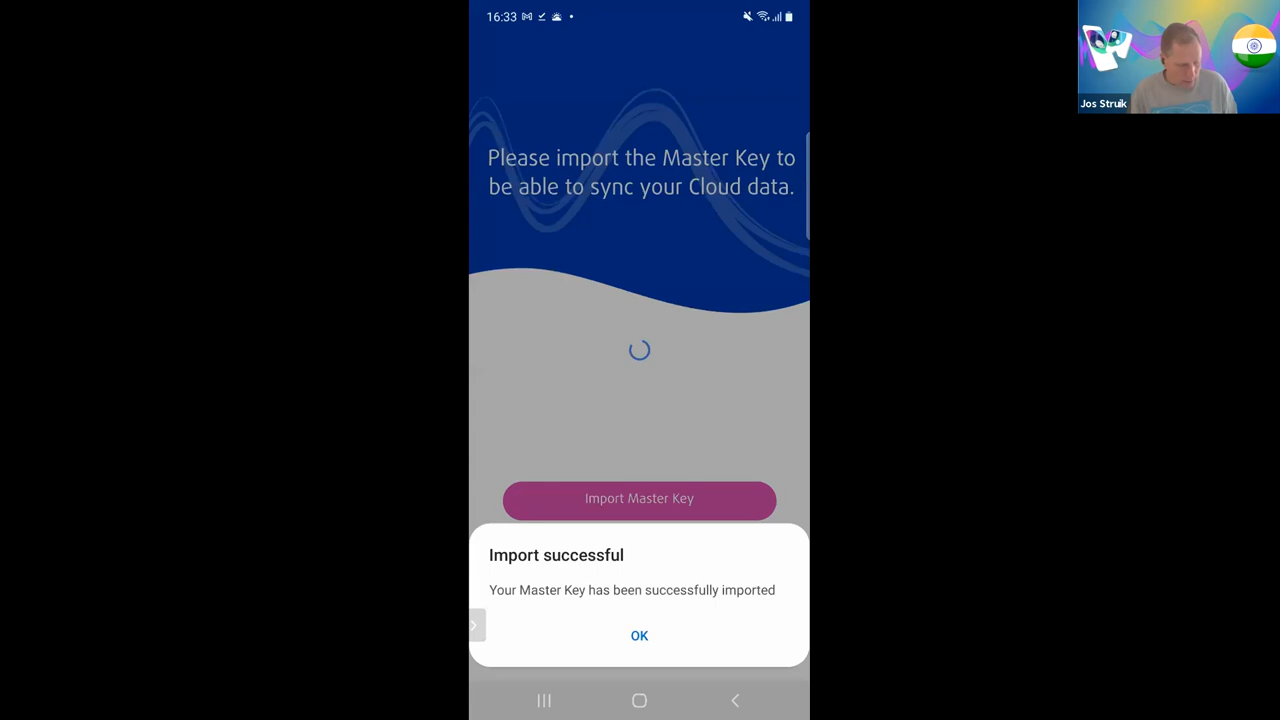 16:33
Jos Struik
Please import the Master Key to
be able to sync your Cloud data.
Import Master Key
Import successful
Your Master Key has been successfully imported
OK